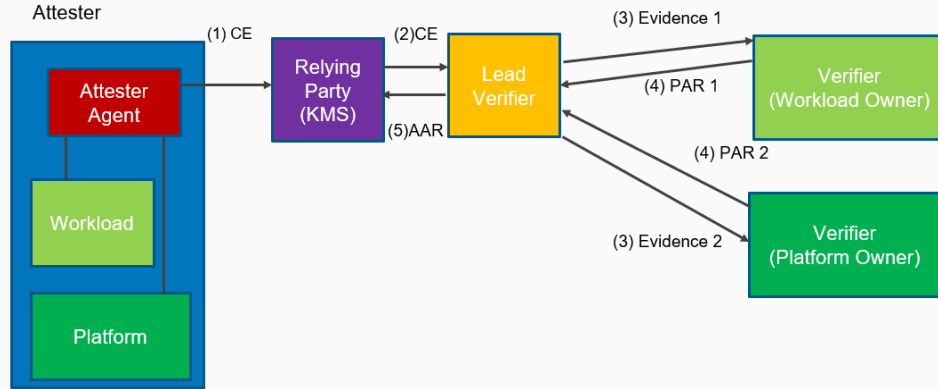 Attester
(1) CE
(2)CE
(3) Evidence 1
Attester
Agent
Relying
Party
(KMS)
Lead
Verifier
Verifier
(Workload Owner)
(4) PAR 1
(5)AAR
(4) PAR 2
Workload
(3) Evidence 2
Verifier
(Platform Owner)
Platform